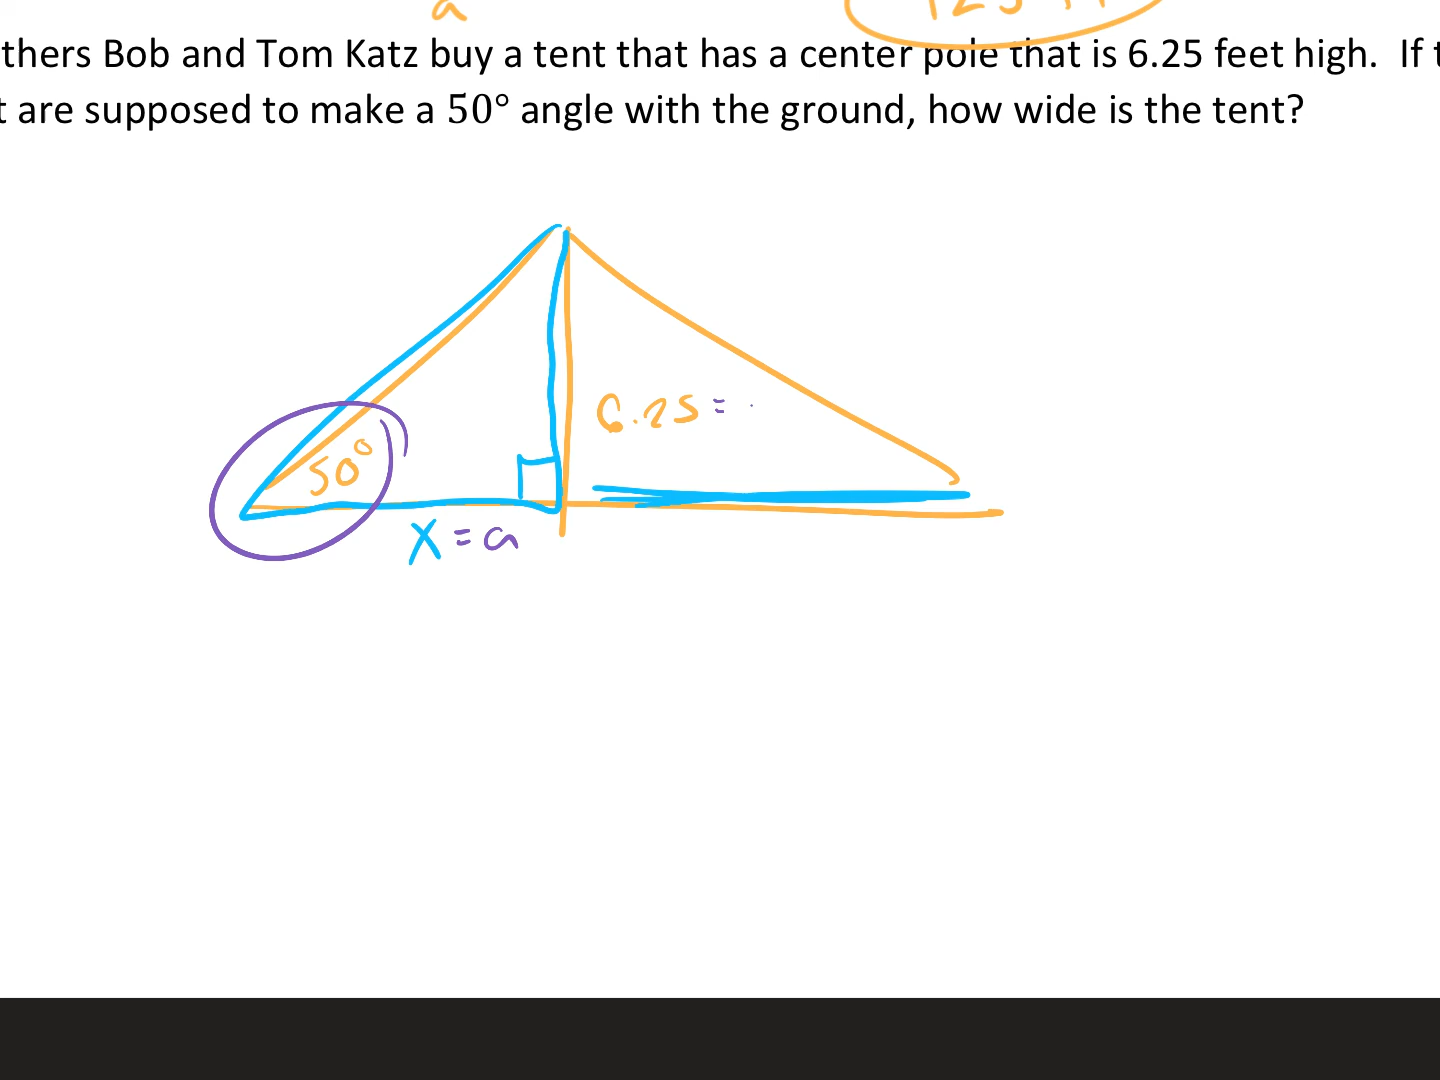 a
thers Bob and Tom Katz buy a tent that has a center pole that is 6.25 feet high. If t
t are supposed to make a 50° angle with the ground, how wide is the tent?
6.25 =
50°
x = a